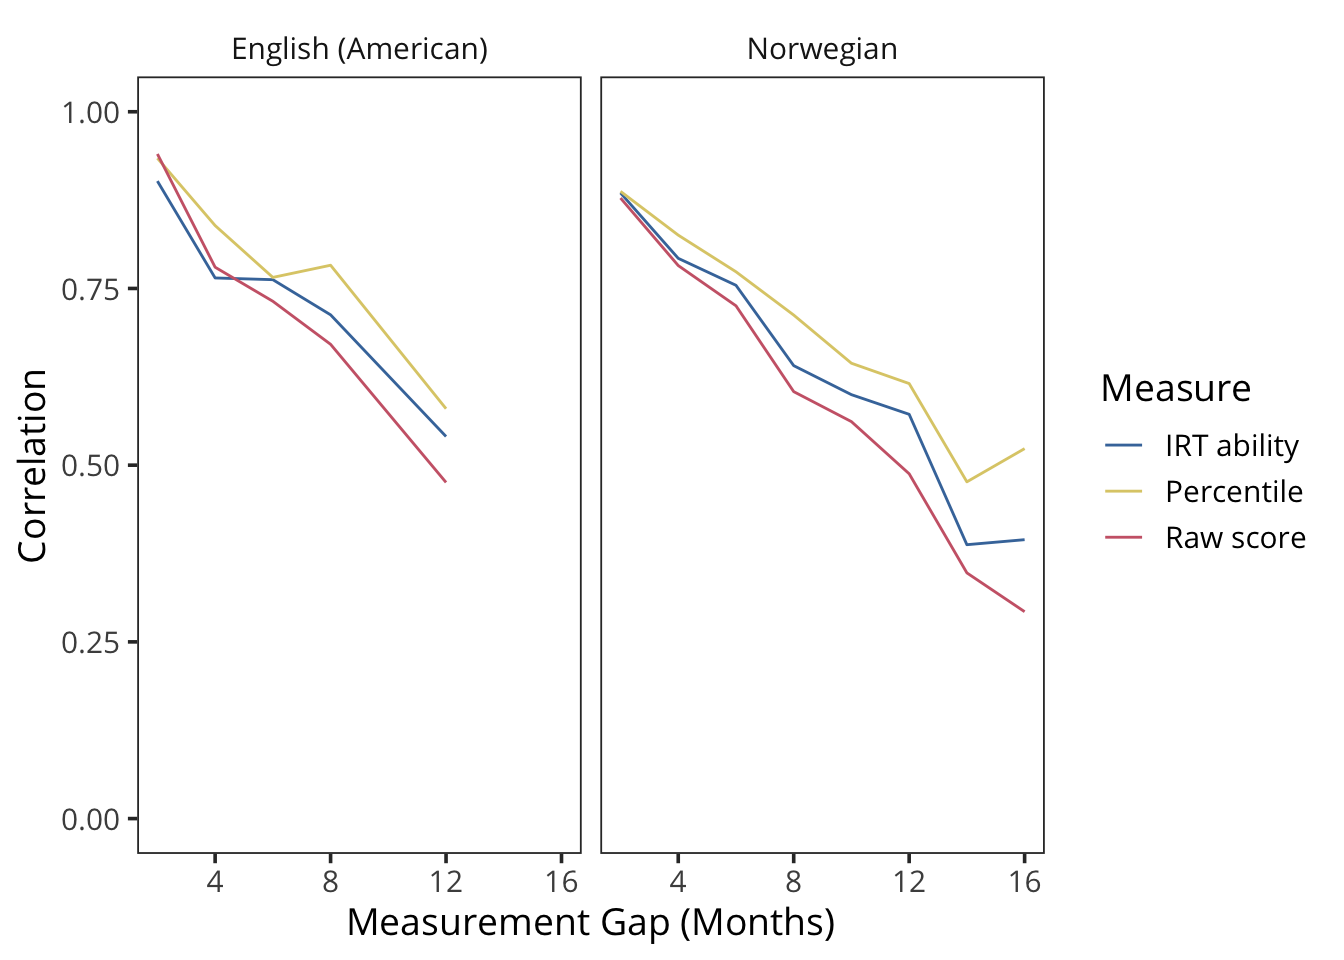 English (American)
Norwegian
1.00
0.75
0.50
0.25
0.00
Correlation
4 8 12 16
4 8 12 16
Measurement Gap (Months)
Measure
IRT ability
Percentile
Raw score